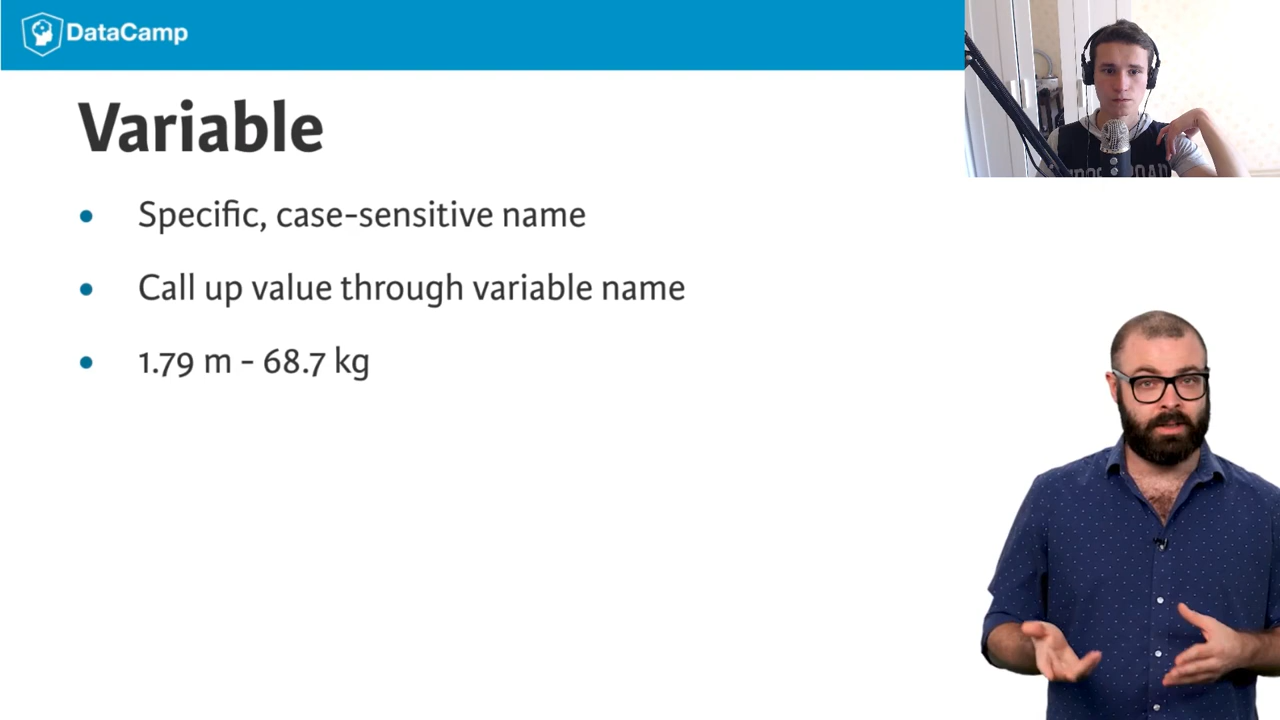 DataCamp
Variable
• Specific, case-sensitive name
• Call up value through variable name
• 1.79 m - 68.7 kg